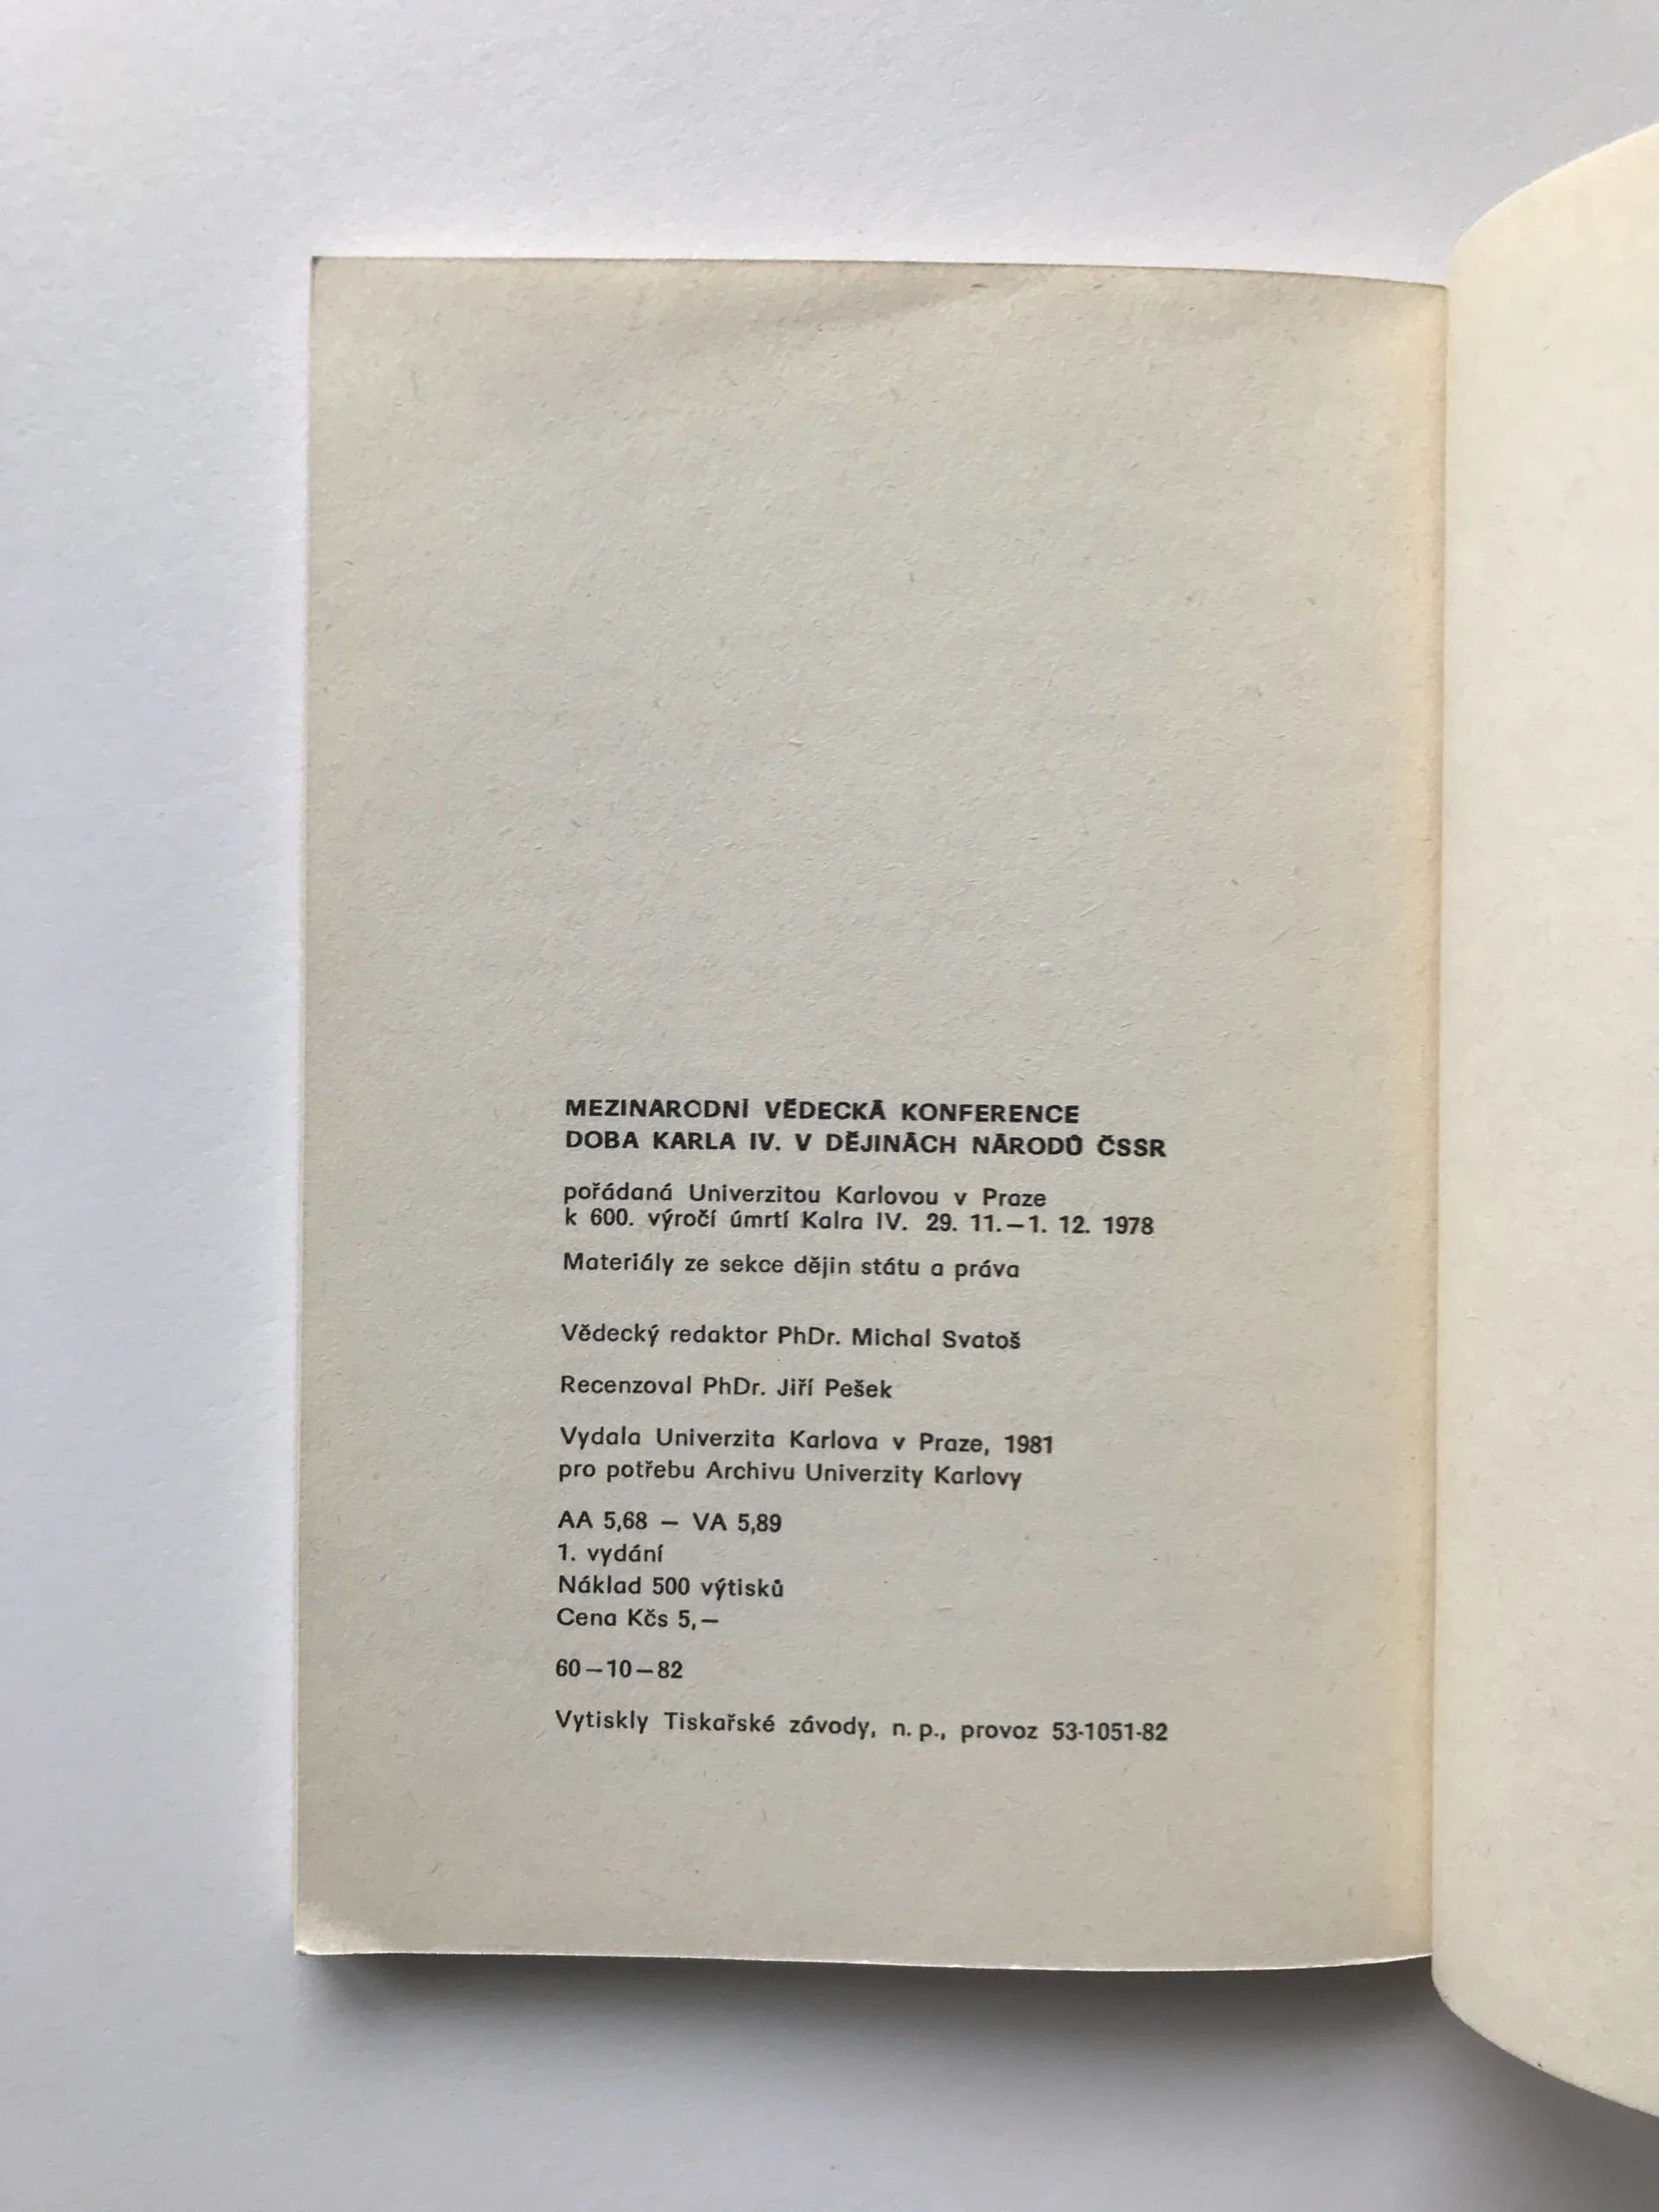 MEZINARODNÍ VĚDECKÁ KONFERENCE
DOBA KARLA IV. V DĚJINÁCH NÁRODŮ ČSSR
pořádaná Univerzitou Karlovou v Praze
k 600. výročí úmrtí Kalra IV. 29. 11.—1. 12. 1978
Materiály ze sekce dějin státu a práva
Vědecký redaktor PhDr. Michal Svatoš
Recenzoval PhDr. Jiří Pešek
Vydala Univerzita Karlova v Praze, 1981
pro potřebu Archivu Univerzity Karlovy
AA 5,68 — VA 5,89
1. vydání
Náklad 500 výtisků
Cena Kčs 5,—
60—10—82
Vytiskly Tiskařské závody, n. p., provoz 53-1051-82